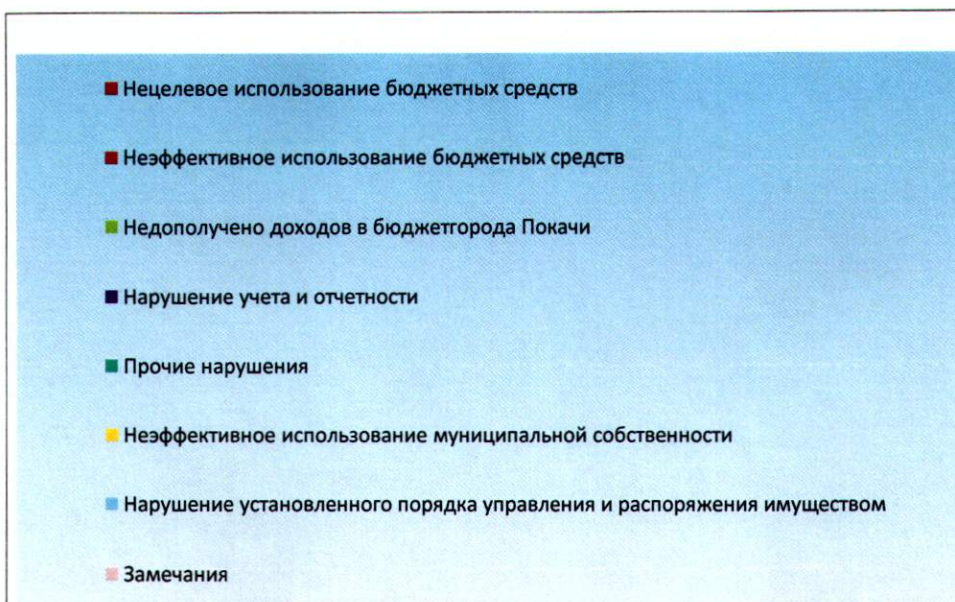 Нецелевое использование бюджетных средств
Неэффективное использование бюджетных средств
Недополучено доходов в бюджетгорода Покачи
Нарушение учета и отчетности
Прочие нарушения
Неэффективное использование муниципальной собственности
Нарушение установленного порядка управления и распоряжения имуществом
Замечания